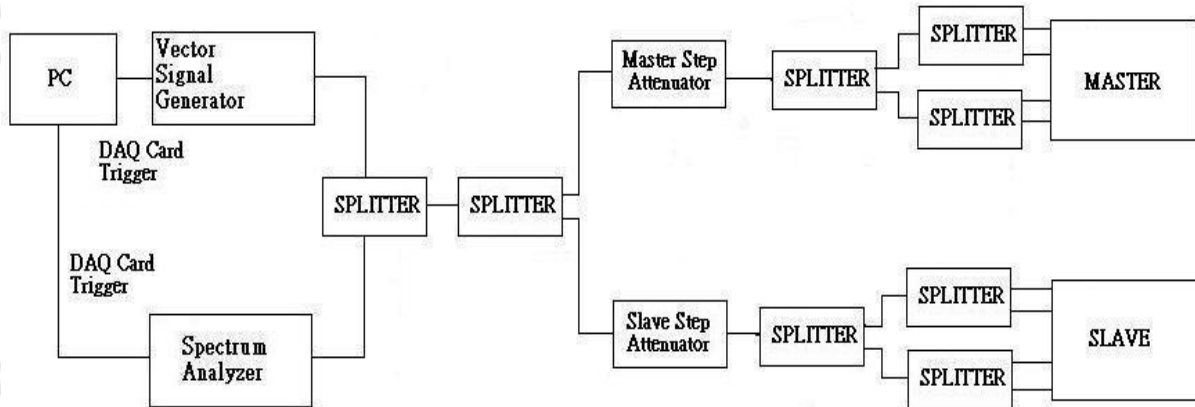 PC
Vector
Signal
Generator
DAQ Card
Trigger
DAQ Card
Trigger
Spectrum
Analyzer
SPLITTER
SPLITTER
Master Step
Attenuator
SPLITTER
SPLITTER
SPLITTER
MASTER
Slave Step
Attenuator
SPLITTER
SPLITTER
SPLITTER
SLAVE